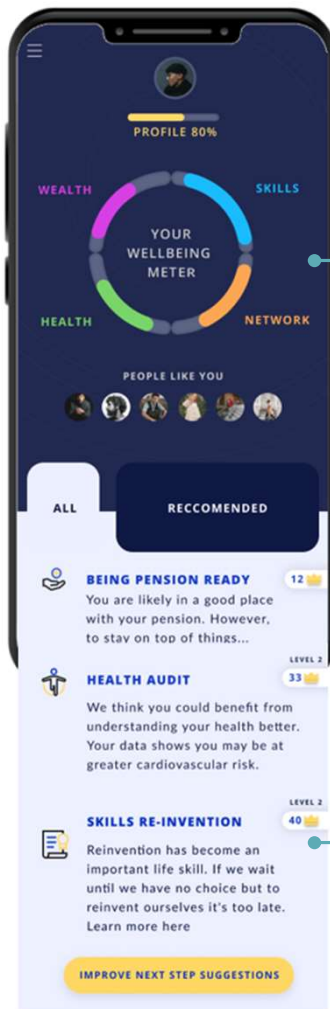 PROFILE 80%
WEALTH
SKILLS
YOUR
WELLBEING
METER
HEALTH
NETWORK
PEOPLE LIKE YOU
ALL
RECCOMENDED
BEING PENSION READY
12
You are likely in a good place
with your pension. However,
to stay on top of things...
LEVEL 2
HEALTH AUDIT
33
We think you could benefit from
understanding your health better.
Your data shows you may be at
greater cardiovascular risk.
LEVEL 2
SKILLS RE-INVENTION
40
Reinvention has become an
important life skill. If we wait
until we have no choice but to
reinvent ourselves it's too late.
Learn more here
IMPROVE NEXT STEP SUGGESTIONS